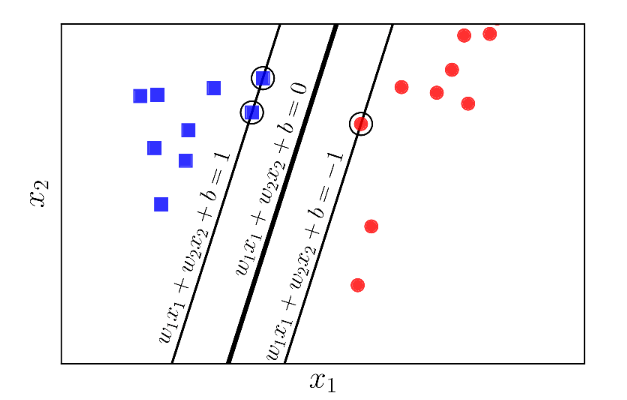 w₁x₁ + w₂x₂ + b = 1
w₁x₁ + w₂x₂ + b = 0
w₁x₁ + w₂x₂ + b = −1
x₂
x₁